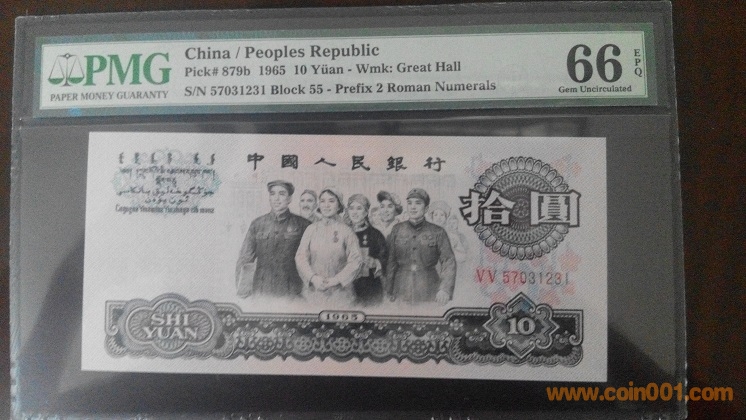 PMG
PAPER MONEY GUARANTY
China / Peoples Republic
Pick# 879b 1965 10 Yüan - Wmk: Great Hall
S/N 57031231 Block 55 - Prefix 2 Roman Numerals
66 EPQ
Gem Uncirculated
中國人民銀行
拾圓
VV 57031231
1965
SHI
YUAN
10
www.coin001.com